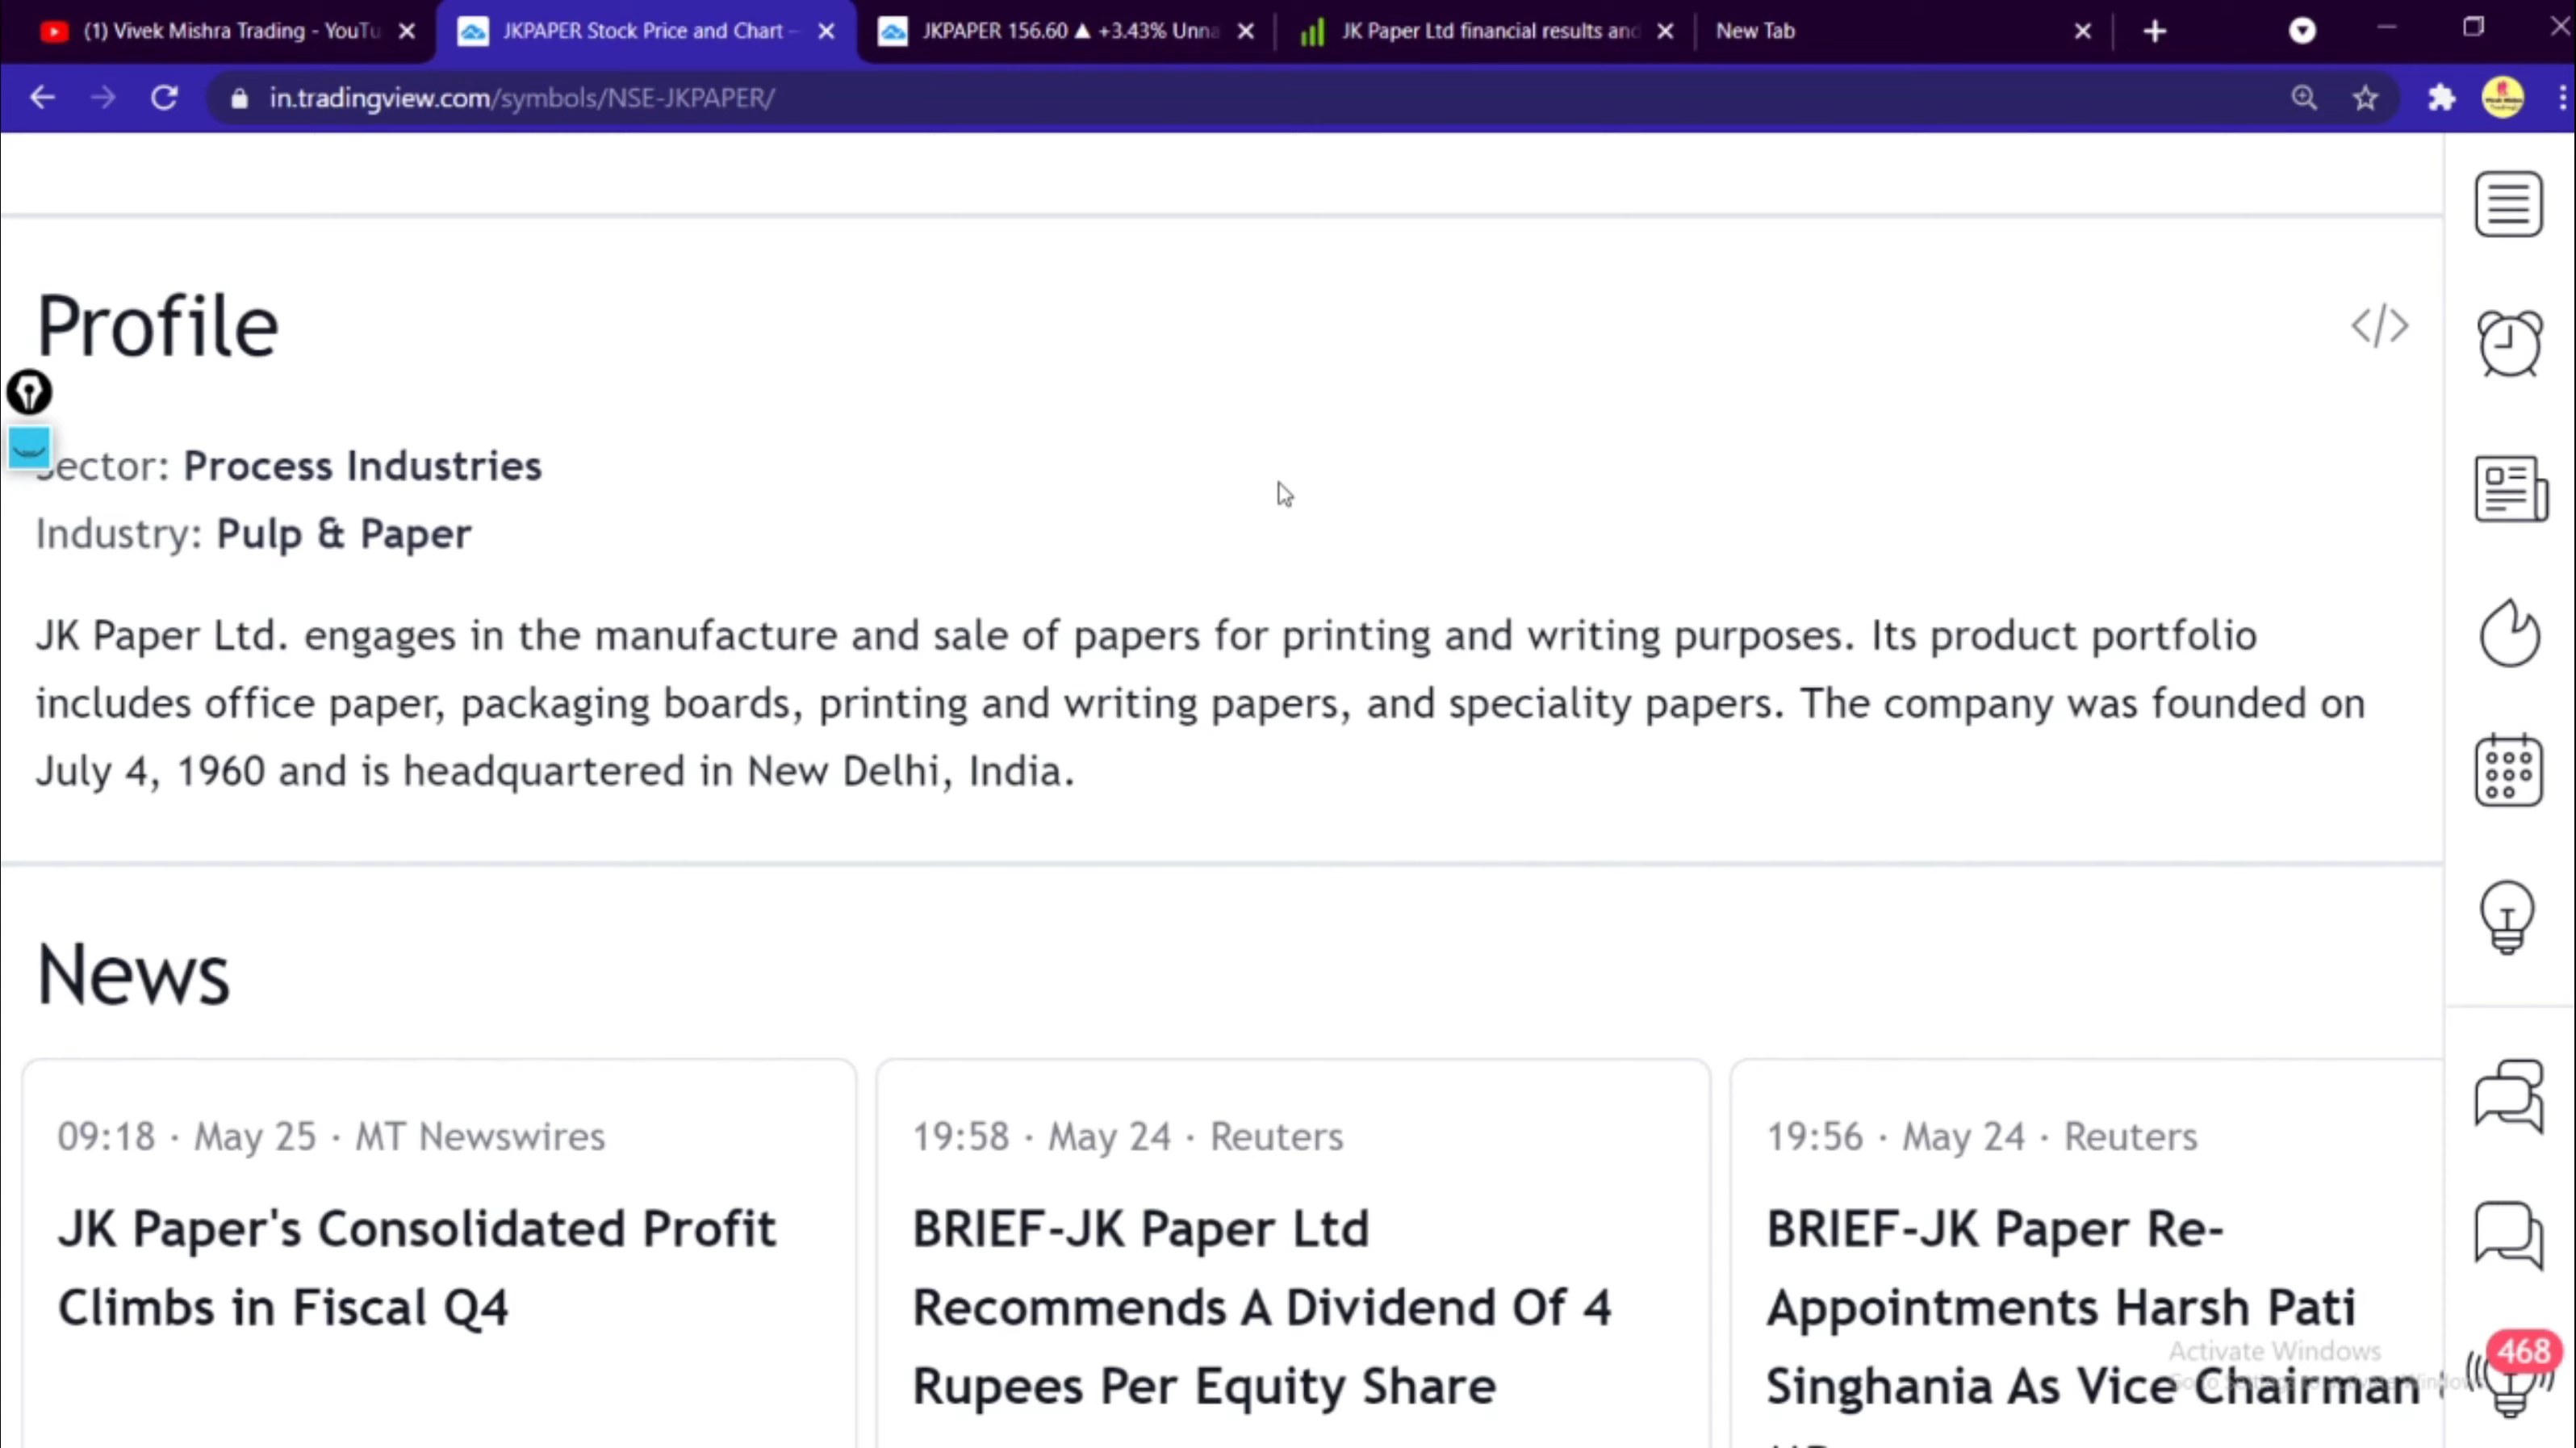 (1) Vivek Mishra Trading - YouTu
JKPAPER Stock Price and Chart —
JKPAPER 156.60 ▲ +3.43% Unna
JK Paper Ltd financial results and
New Tab
in.tradingview.com/symbols/NSE-JKPAPER/
Profile
</>
Sector: Process Industries
Industry: Pulp & Paper
JK Paper Ltd. engages in the manufacture and sale of papers for printing and writing purposes. Its product portfolio
includes office paper, packaging boards, printing and writing papers, and speciality papers. The company was founded on
July 4, 1960 and is headquartered in New Delhi, India.
News
09:18 · May 25 · MT Newswires
JK Paper's Consolidated Profit
Climbs in Fiscal Q4
19:58 · May 24 · Reuters
BRIEF-JK Paper Ltd
Recommends A Dividend Of 4
Rupees Per Equity Share
19:56 · May 24 · Reuters
BRIEF-JK Paper Re-
Appointments Harsh Pati
Singhania As Vice Chairman
Activate Windows
468